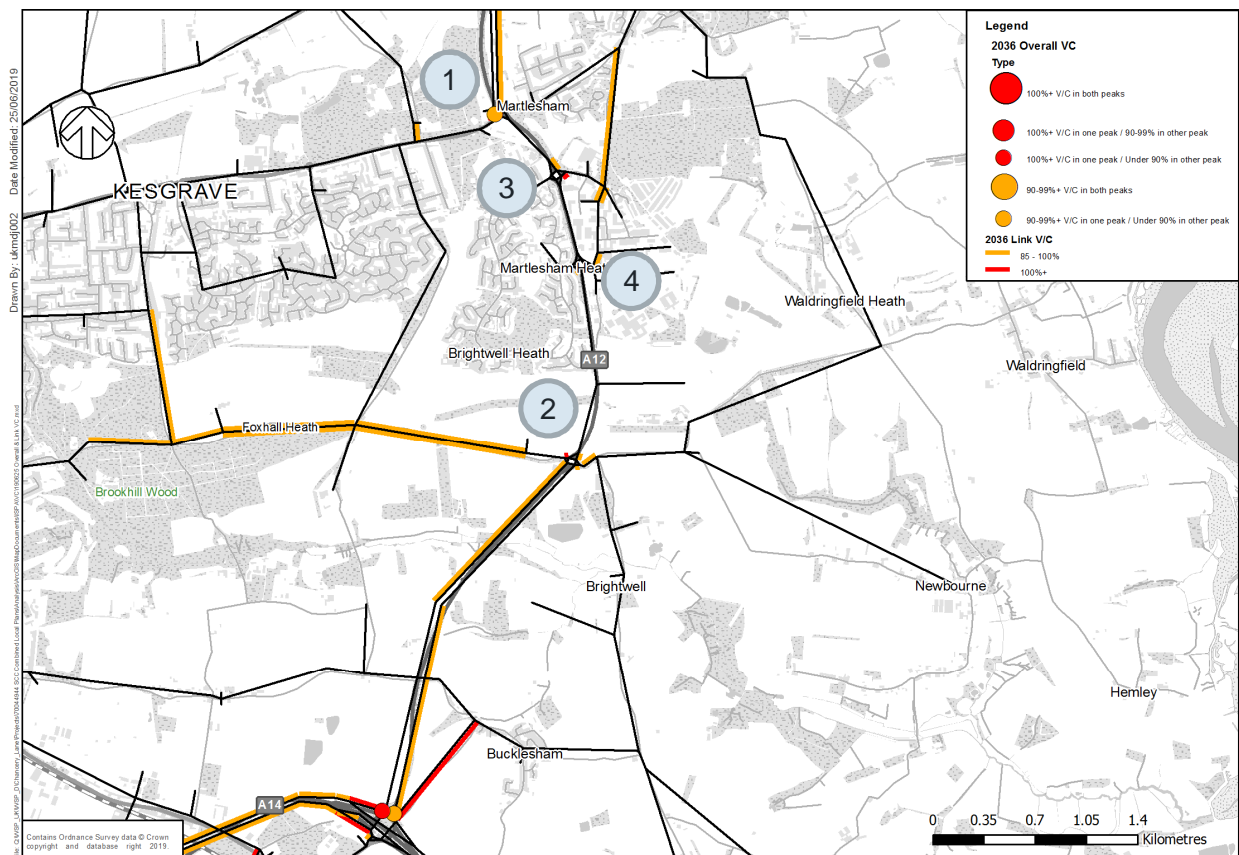 Legend
2036 Overall VC
Type
100%+ V/C in both peaks
100%+ V/C in one peak / 90-99% in other peak
100%+ V/C in one peak / Under 90% in other peak
90-99%+ V/C in both peaks
90-99%+ V/C in one peak / Under 90% in other peak
2036 Link V/C
85 - 100%
100%+
1
Martlesham
3
KESGRAVE
Martlesham Heat
4
Waldringfield Heath
Brightwell Heath
A12
Waldringfield
2
Foxhall Heath
Brookhill Wood
Brightwell
Newbourne
Hemley
Bucklesham
A14
0 0.35 0.7 1.05 1.4
Kilometres
Contains Ordnance Survey data © Crown
copyright and database right 2019.
Drawn By: ukmdj002 Date Modified: 25/06/2019